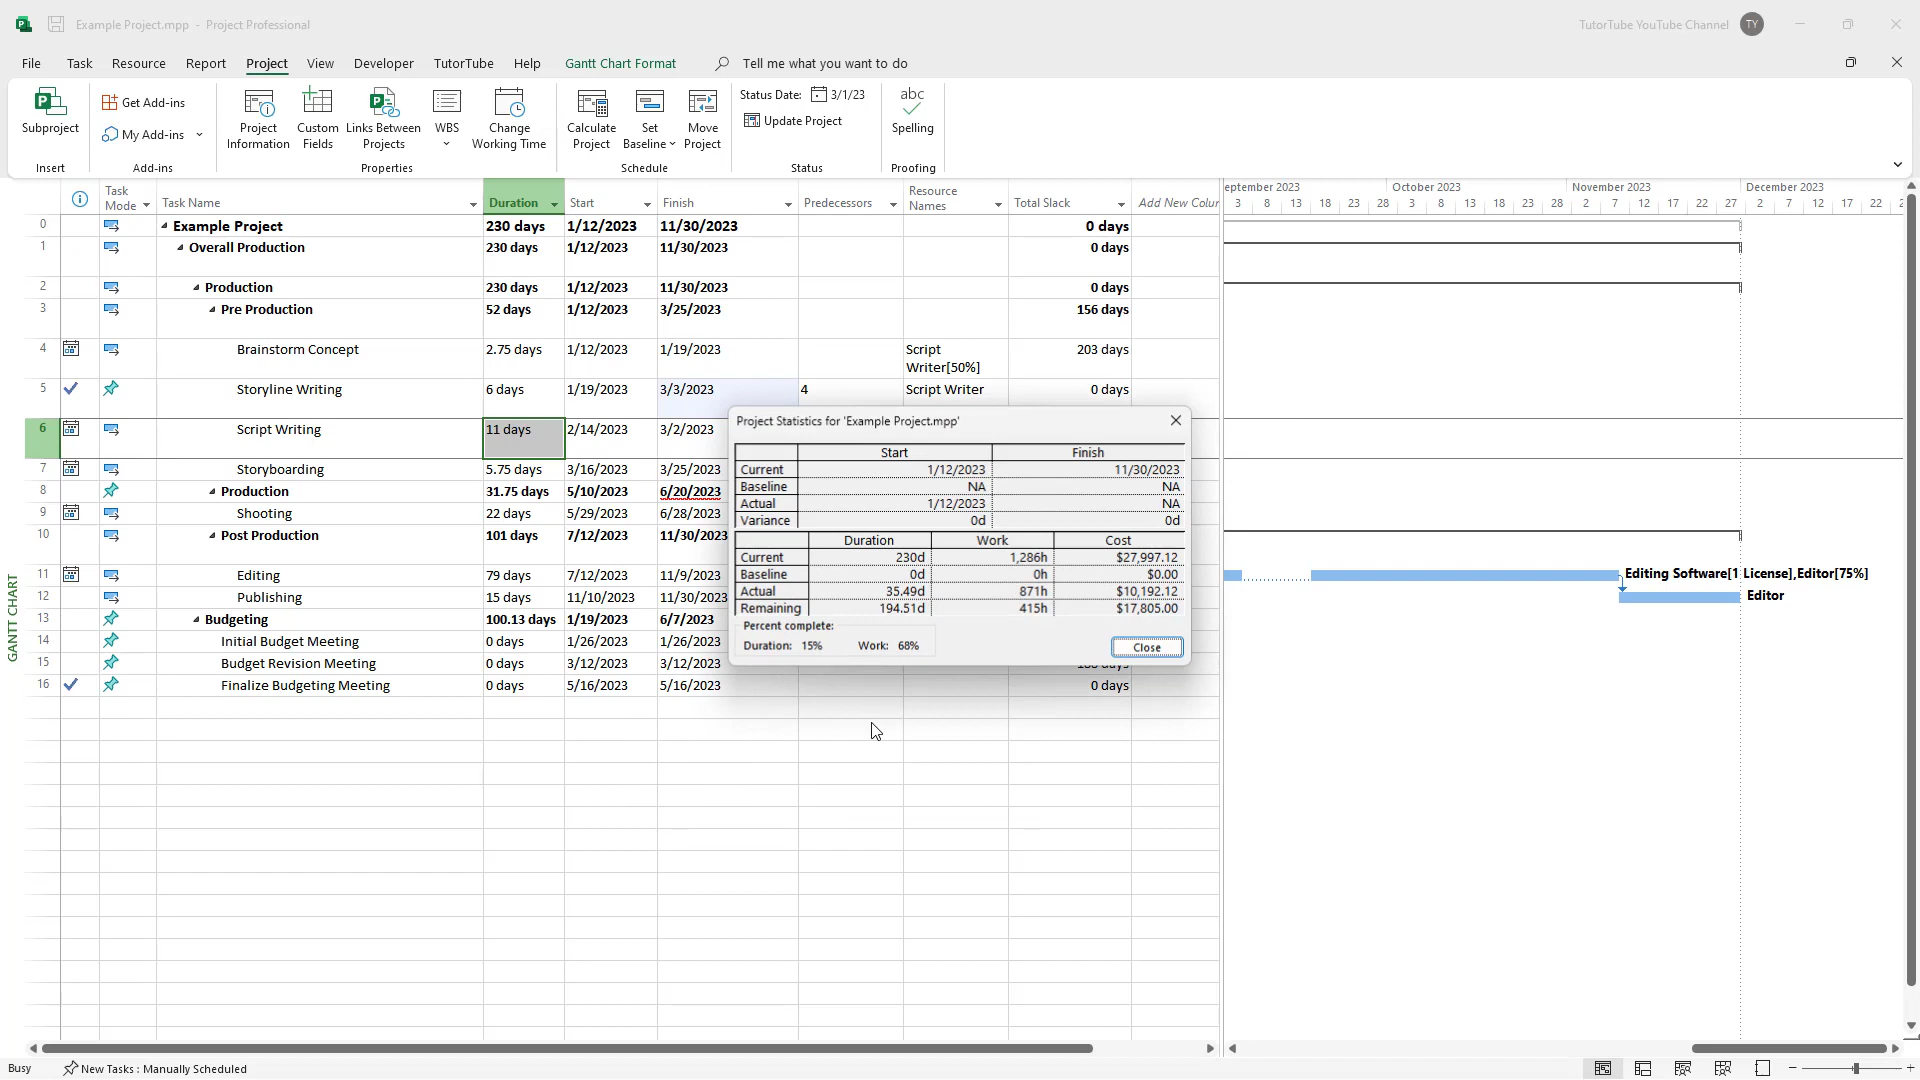 Example Project.mpp - Project Professional
TutorTube YouTube Channel TY
File Task Resource Report Project View Developer TutorTube Help Gantt Chart Format Tell me what you want to do
Subproject
Insert
Get Add-ins
My Add-ins
Add-ins
Project Information
Custom Fields
Links Between Projects
WBS
Change Working Time
Properties
Calculate Project
Set Baseline
Move Project
Schedule
Status Date: 3/1/23
Update Project
Status
abc
Spelling
Proofing
Task Mode Task Name Duration Start Finish Predecessors Resource Names Total Slack Add New Colur
eptember 2023 October 2023 November 2023 December 2023
3 8 13 18 23 28 3 8 13 18 23 28 2 7 12 17 22 27 2 7 12 17 22 2
0 Example Project 230 days 1/12/2023 11/30/2023 0 days
1 Overall Production 230 days 1/12/2023 11/30/2023 0 days
2 Production 230 days 1/12/2023 11/30/2023 0 days
3 Pre Production 52 days 1/12/2023 3/25/2023 156 days
4 Brainstorm Concept 2.75 days 1/12/2023 1/19/2023 Script Writer[50%] 203 days
5 Storyline Writing 6 days 1/19/2023 3/3/2023 4 Script Writer 0 days
6 Script Writing 11 days 2/14/2023 3/2/2023
7 Storyboarding 5.75 days 3/16/2023 3/25/2023
8 Production 31.75 days 5/10/2023 6/20/2023
9 Shooting 22 days 5/29/2023 6/28/2023
10 Post Production 101 days 7/12/2023 11/30/2023
11 Editing 79 days 7/12/2023 11/9/2023
12 Publishing 15 days 11/10/2023 11/30/2023
13 Budgeting 100.13 days 1/19/2023 6/7/2023
14 Initial Budget Meeting 0 days 1/26/2023 1/26/2023
15 Budget Revision Meeting 0 days 3/12/2023 3/12/2023
16 Finalize Budgeting Meeting 0 days 5/16/2023 5/16/2023 0 days
Project Statistics for 'Example Project.mpp'
Start Finish
Current 1/12/2023 11/30/2023
Baseline NA NA
Actual 1/12/2023 NA
Variance 0d 0d
Duration Work Cost
Current 230d 1,286h $27,997.12
Baseline 0d 0h $0.00
Actual 35.49d 871h $10,192.12
Remaining 194.51d 415h $17,805.00
Percent complete:
Duration: 15% Work: 68%
Close
Editing Software[1 License],Editor[75%]
Editor
GANTT CHART
Busy New Tasks : Manually Scheduled